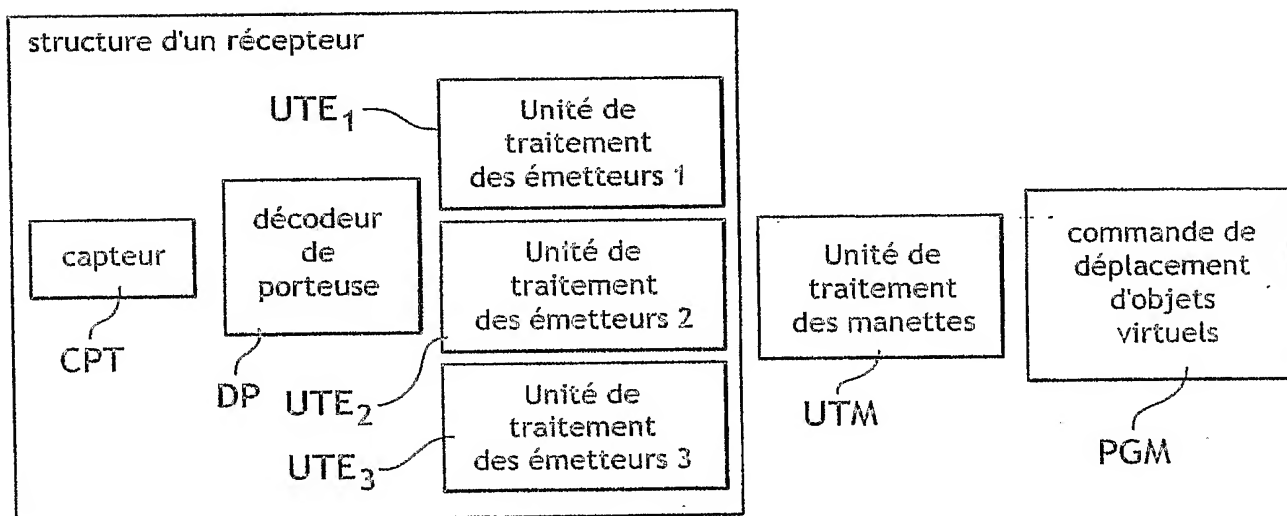 structure d'un récepteur
UTE1
Unité de
traitement
des émetteurs 1
décodeur
de
porteuse
capteur
CPT
DP
Unité de
traitement
des émetteurs 2
UTE2
Unité de
traitement
des émetteurs 3
UTE3
Unité de
traitement
des manettes
UTM
commande de
déplacement
d'objets
virtuels
PGM